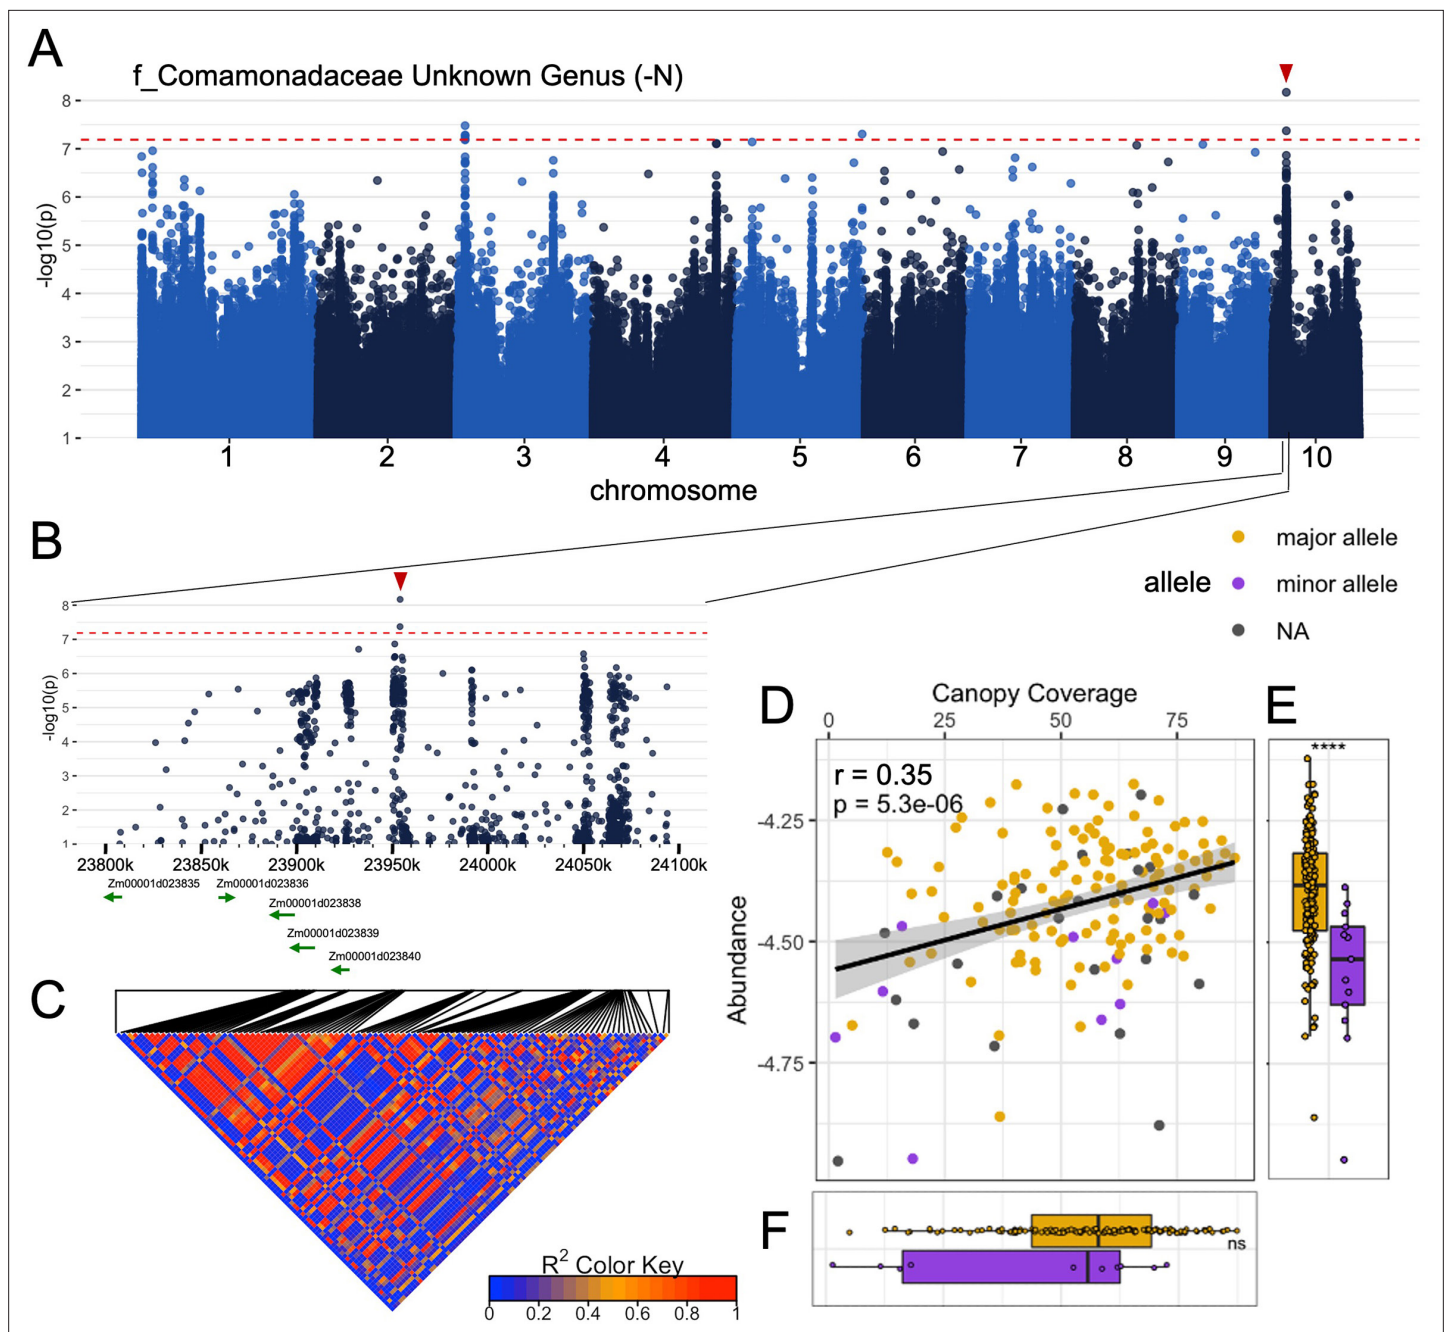 A
f_Comamonadaceae Unknown Genus (-N)
8
7
6
5
4
3
2
1
-log10(p)
1 2 3 4 5 6 7 8 9 10
chromosome
B
8
7
6
5
4
3
2
1
-log10(p)
23800k 23850k 23900k 23950k 24000k 24050k 24100k
Zm00001d023835 Zm00001d023836
Zm00001d023838
Zm00001d023839
Zm00001d023840
C
R2 Color Key
0 0.2 0.4 0.6 0.8 1
allele
major allele
minor allele
NA
D
Canopy Coverage
0 25 50 75
r = 0.35
p = 5.3e-06
-4.25
-4.50
-4.75
Abundance
E
****
F
ns